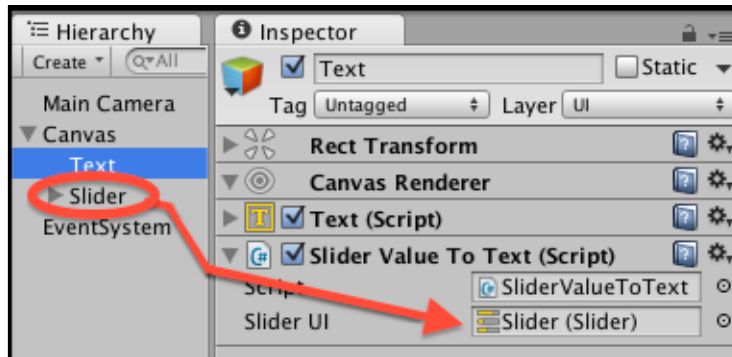 Hierarchy
Create
All
Main Camera
Canvas
Text
Slider
EventSystem
Inspector
Text
Static
Tag Untagged Layer UI
Rect Transform
Canvas Renderer
T Text (Script)
C# Slider Value To Text (Script)
Script SliderValueToText
Slider UI Slider (Slider)